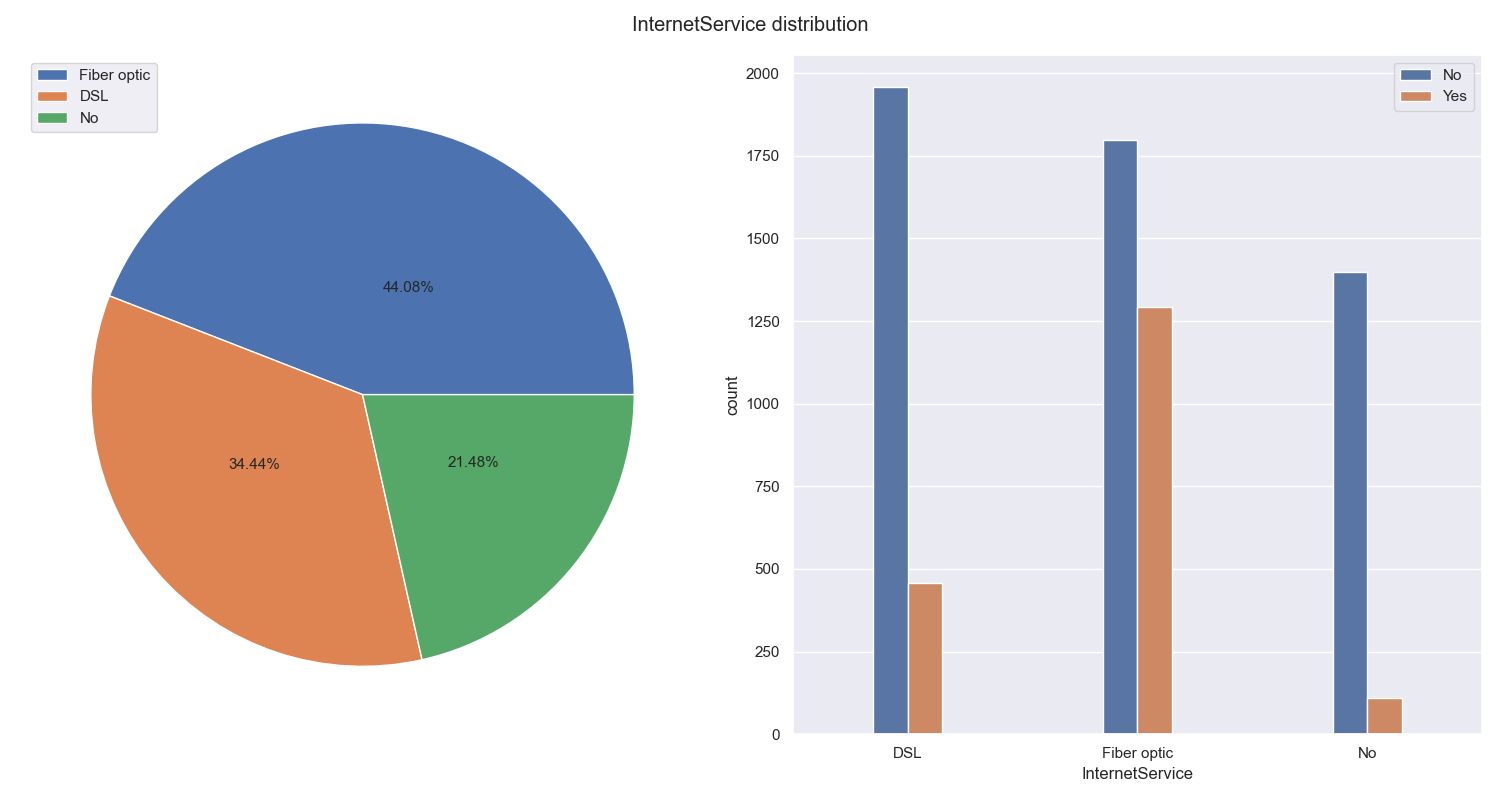 InternetService distribution
Fiber optic
DSL
No
44.08%
34.44%
21.48%
No
Yes
2000
1750
1500
1250
1000
750
500
250
0
count
DSL
Fiber optic
No
InternetService